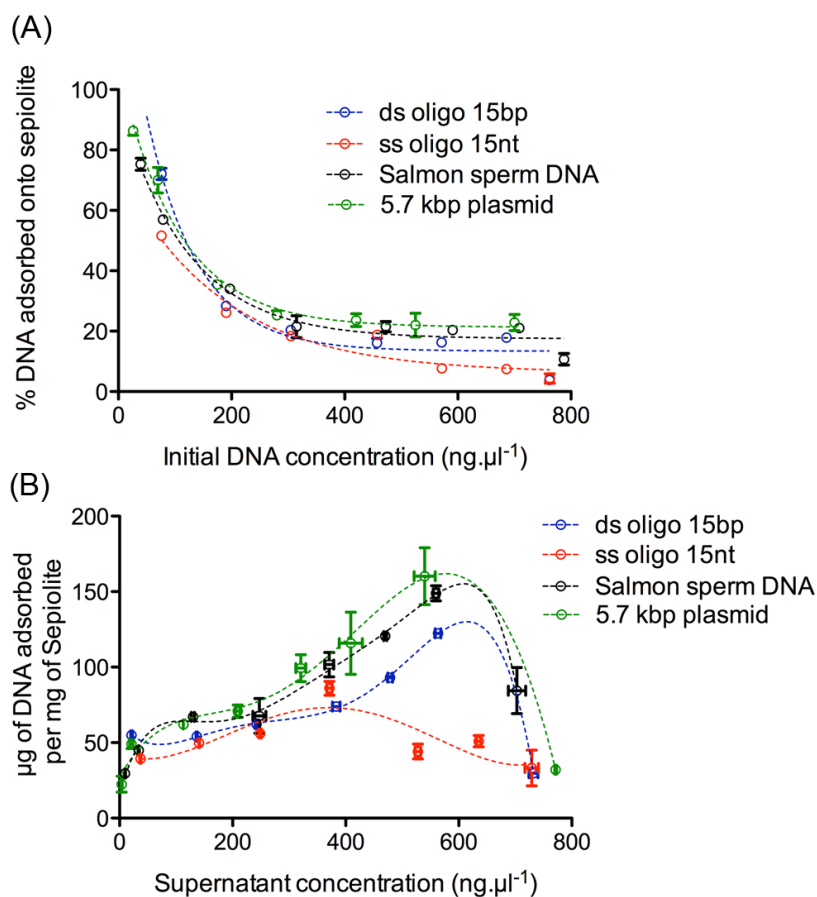 (A)
% DNA adsorbed onto sepiolite
100
80
60
40
20
0
ds oligo 15bp
ss oligo 15nt
Salmon sperm DNA
5.7 kbp plasmid
0 200 400 600 800
Initial DNA concentration (ng.µl⁻¹)
(B)
µg of DNA adsorbed
per mg of Sepiolite
200
150
100
50
0
ds oligo 15bp
ss oligo 15nt
Salmon sperm DNA
5.7 kbp plasmid
0 200 400 600 800
Supernatant concentration (ng.µl⁻¹)